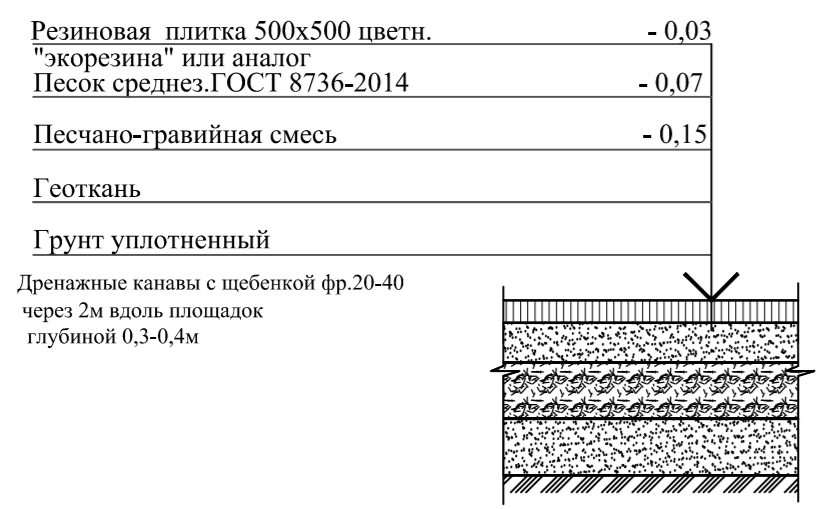 Резиновая плитка 500x500 цветн. - 0,03
"экорезина" или аналог
Песок среднез.ГОСТ 8736-2014 - 0,07
Песчано-гравийная смесь - 0,15
Геоткань
Грунт уплотненный
Дренажные канавы с щебенкой фр.20-40
через 2м вдоль площадок
глубиной 0,3-0,4м